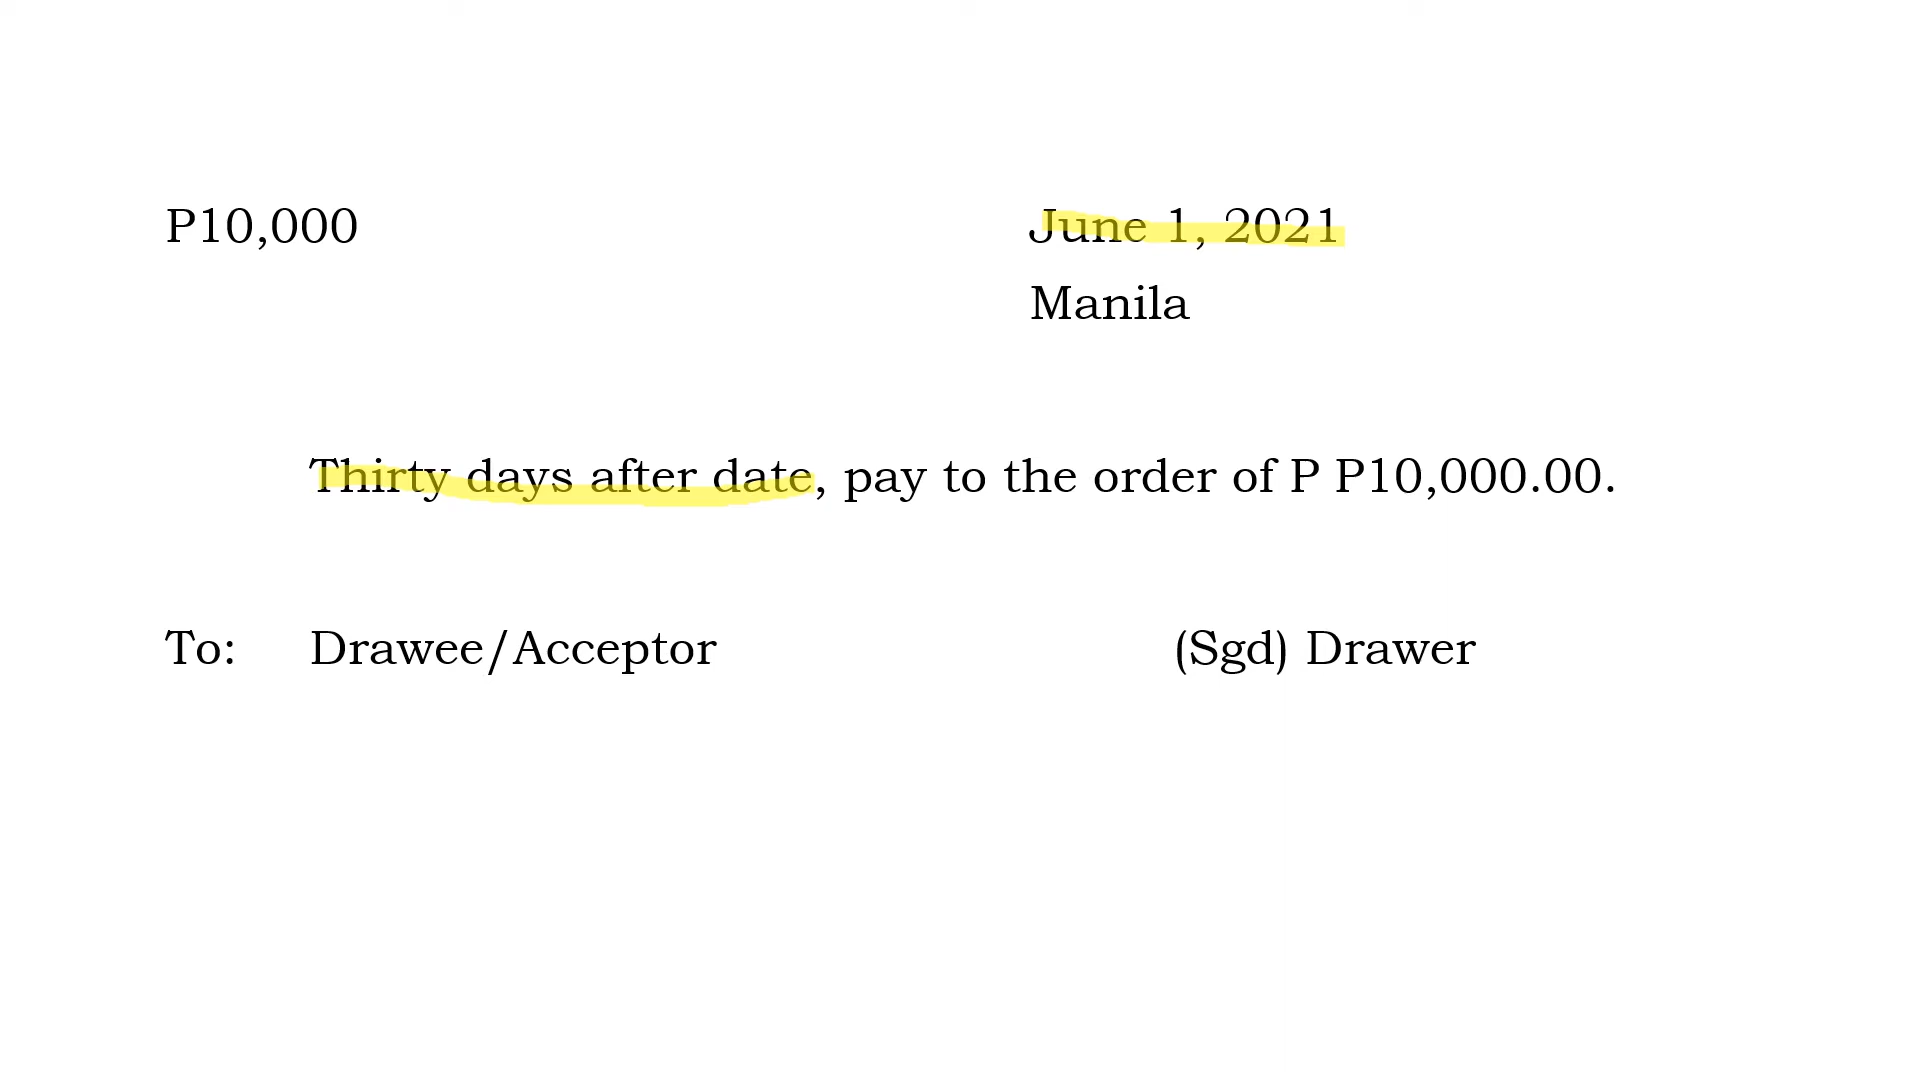 P10,000 June 1, 2021
Manila
Thirty days after date, pay to the order of P P10,000.00.
To: Drawee/Acceptor (Sgd) Drawer